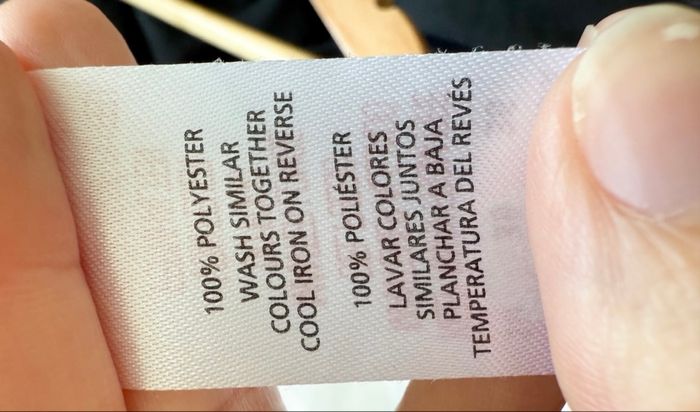 100% POLYESTER
WASH SIMILAR
COLOURS TOGETHER
COOL IRON ON REVERSE
100% POLIÉSTER
LAVAR COLORES
SIMILARES JUNTOS
PLANCHAR A BAJA
TEMPERATURA DEL REVÉS